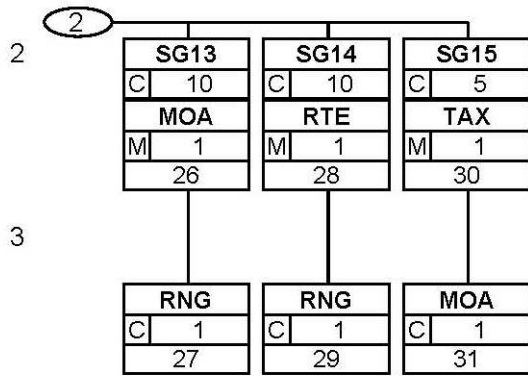 2
2
SG13 SG14 SG15
C 10 C 10 C 5
MOA RTE TAX
M 1 M 1 M 1
26 28 30
3
RNG RNG MOA
C 1 C 1 C 1
27 29 31